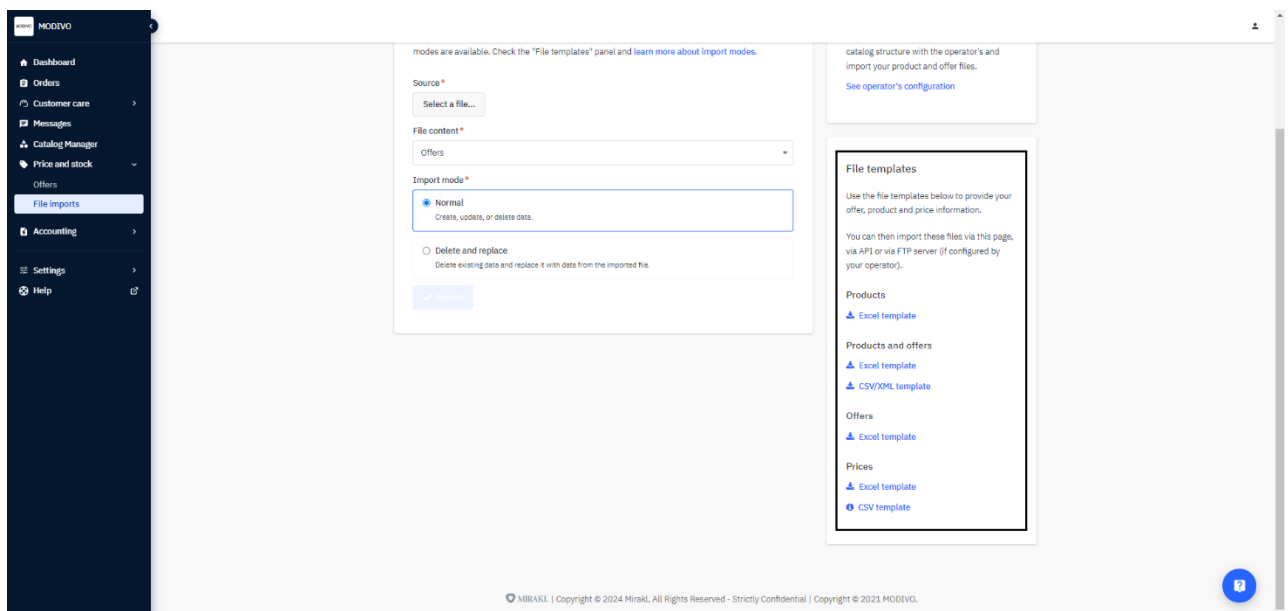 MODIVO
MODIVO
Dashboard
Orders
Customer care
Messages
Catalog Manager
Price and stock
Offers
File imports
Accounting
Settings
Help
modes are available. Check the "File templates" panel and learn more about import modes.
Source*
Select a file...
File content*
Offers
Import mode*
Normal
Create, update, or delete data.
Delete and replace
Delete existing data and replace it with data from the imported file.
Import
catalog structure with the operator's and
import your product and offer files.
See operator's configuration
File templates
Use the file templates below to provide your
offer, product and price information.
You can then import these files via this page,
via API or via FTP server (if configured by
your operator).
Products
Excel template
Products and offers
Excel template
CSV/XML template
Offers
Excel template
Prices
Excel template
CSV template
MIRAKL | Copyright © 2024 Mirakl, All Rights Reserved - Strictly Confidential | Copyright © 2021 MODIVO.